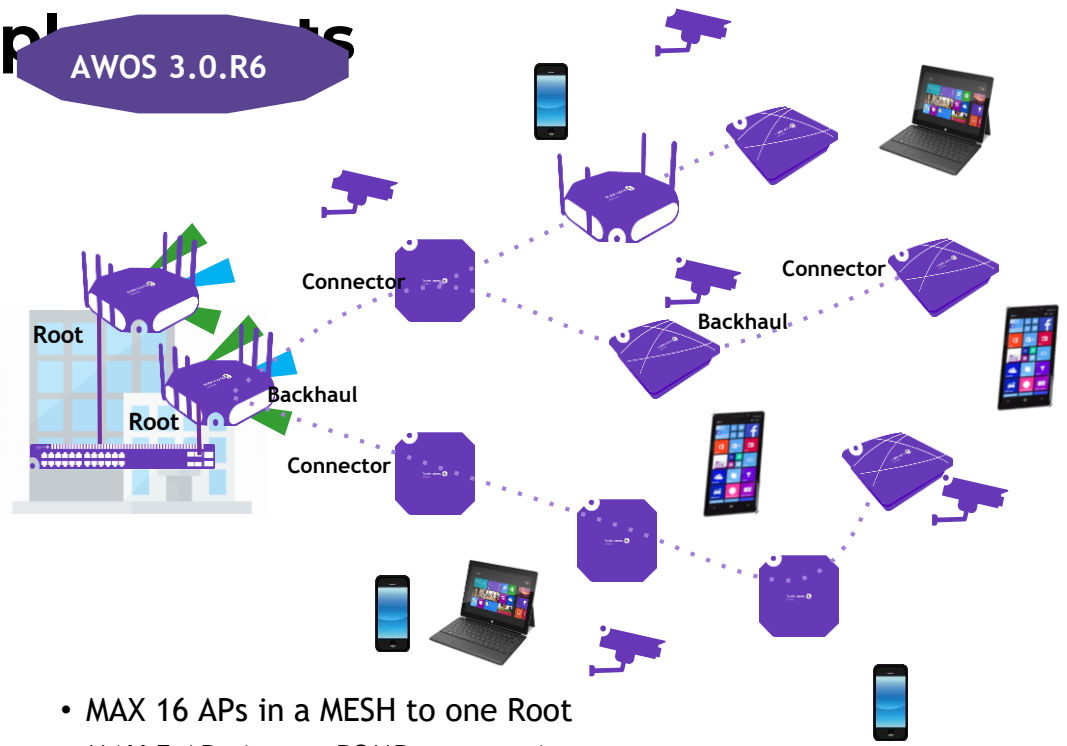 AWOS 3.0.R6
Connector
Connector
Root
Backhaul
Backhaul
Root
Connector
• MAX 16 APs in a MESH to one Root